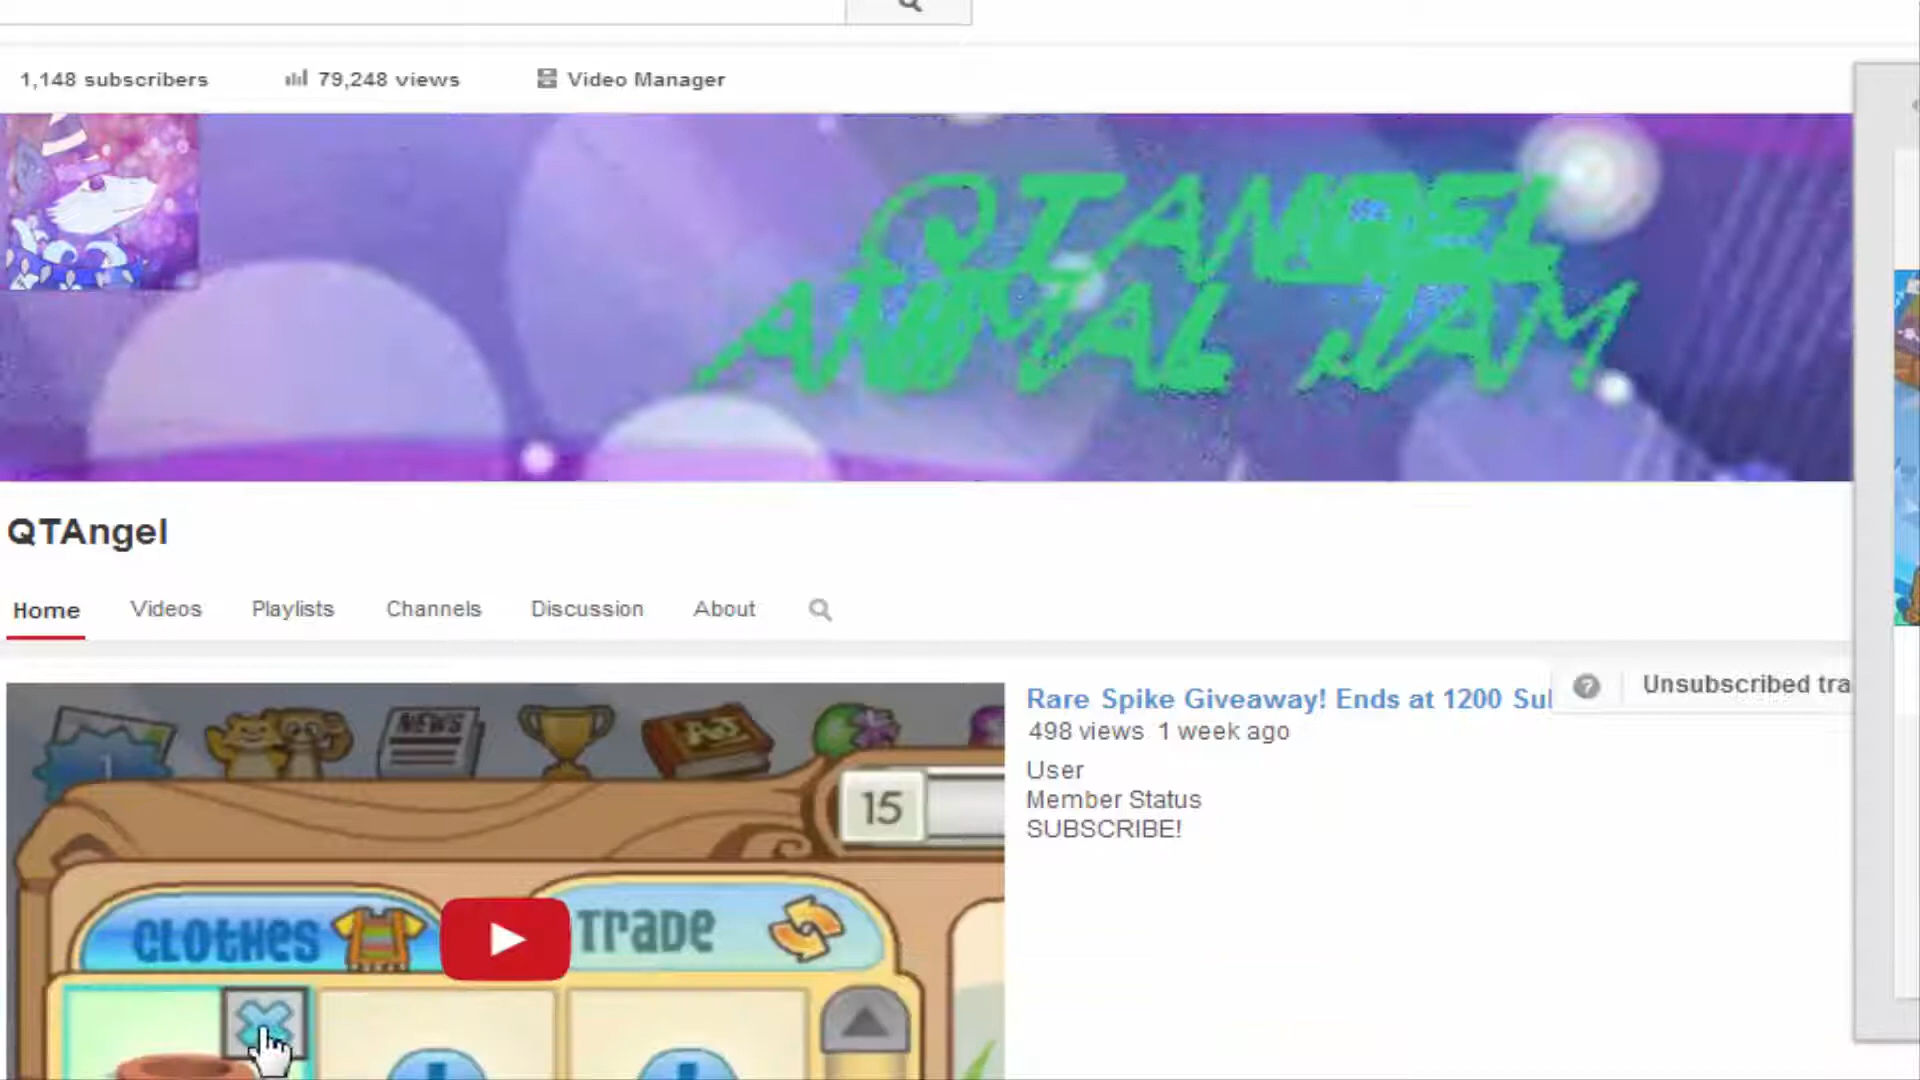 1,148 subscribers 79,248 views Video Manager
QTANGEL
ANIMAL JAM
QTAngel
Home Videos Playlists Channels Discussion About
Rare Spike Giveaway! Ends at 1200
Unsubscribed
498 views 1 week ago
User
Member Status
SUBSCRIBE!
NEWS
AJ
1
15
CLOTHES TRADE